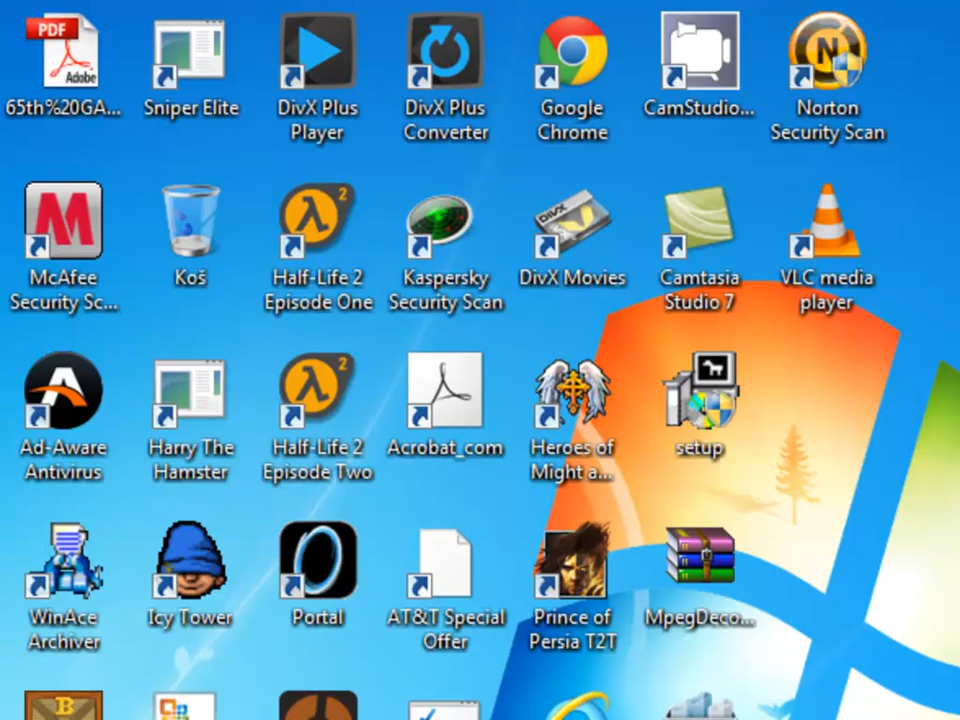 PDF
Adobe
65th%20GA...
Sniper Elite
DivX Plus
Player
DivX Plus
Converter
Google
Chrome
CamStudio...
N
Norton
Security Scan
M
McAfee
Security Sc...
Koš
λ 2
Half-Life 2
Episode One
Kaspersky
Security Scan
DIVX
DivX Movies
Camtasia
Studio 7
VLC media
player
Ad-Aware
Antivirus
Harry The
Hamster
λ 2
Half-Life 2
Episode Two
Acrobat_com
Heroes of
Might a...
setup
WinAce
Archiver
Icy Tower
Portal
AT&T Special
Offer
Prince of
Persia T2T
MpegDeco...
B